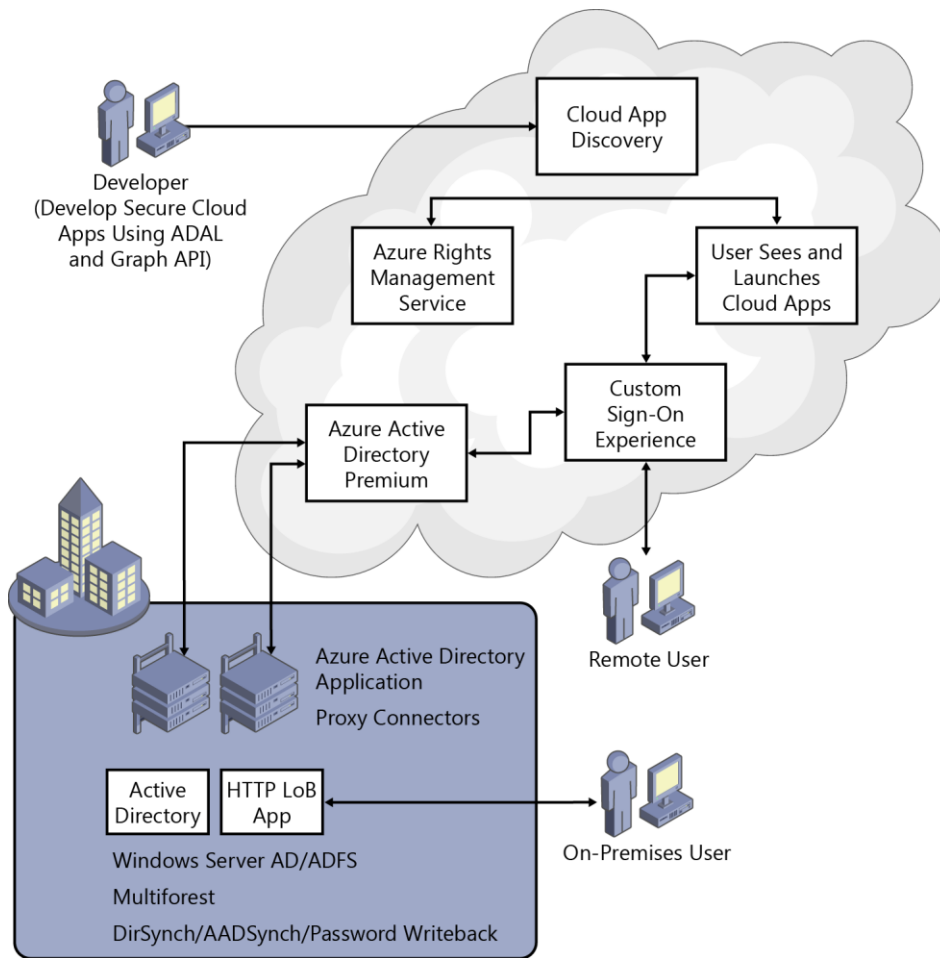 Cloud App
Discovery
Developer
(Develop Secure Cloud
Apps Using ADAL
and Graph API)
Azure Rights
Management
Service
User Sees and
Launches
Cloud Apps
Custom
Sign-On
Experience
Azure Active
Directory
Premium
Remote User
Azure Active Directory
Application
Proxy Connectors
Active
Directory
HTTP LoB
App
On-Premises User
Windows Server AD/ADFS
Multiforest
DirSynch/AADSynch/Password Writeback